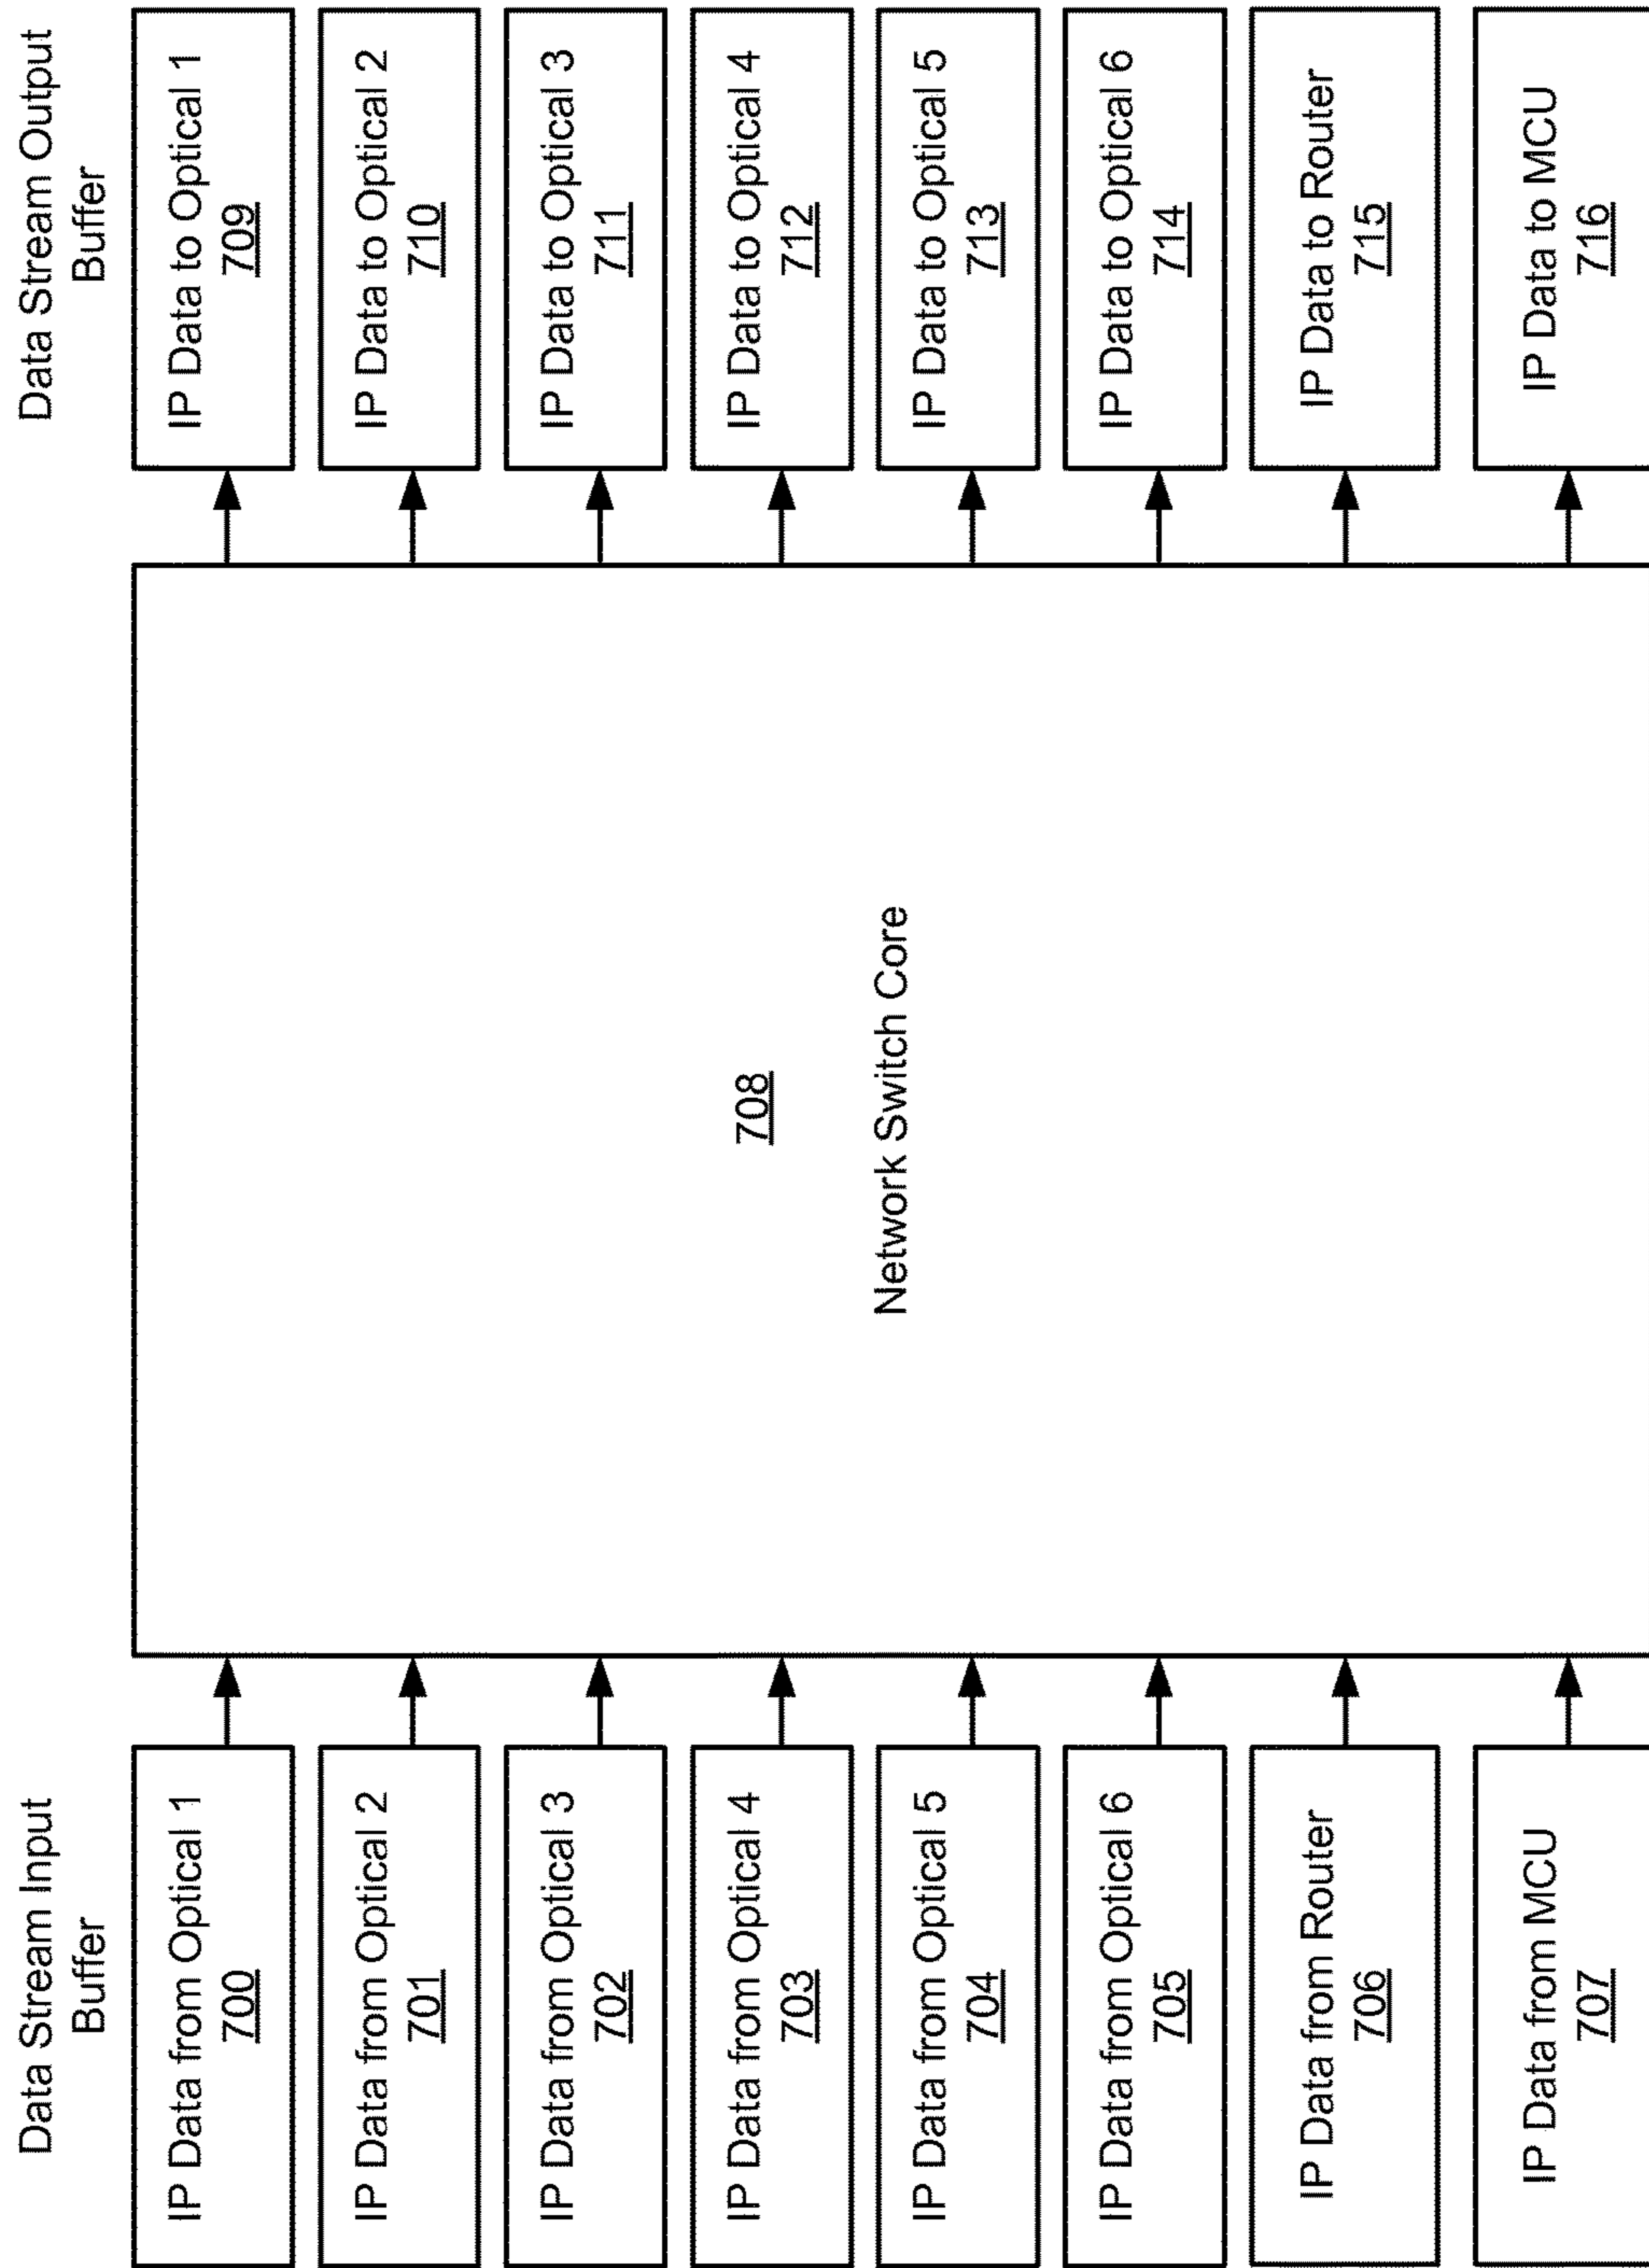 Data Stream Input
Buffer
IP Data from Optical 1
700
IP Data from Optical 2
701
IP Data from Optical 3
702
IP Data from Optical 4
703
IP Data from Optical 5
704
IP Data from Optical 6
705
IP Data from Router
706
IP Data from MCU
707
708
Network Switch Core
Data Stream Output
Buffer
IP Data to Optical 1
709
IP Data to Optical 2
710
IP Data to Optical 3
711
IP Data to Optical 4
712
IP Data to Optical 5
713
IP Data to Optical 6
714
IP Data to Router
715
IP Data to MCU
716